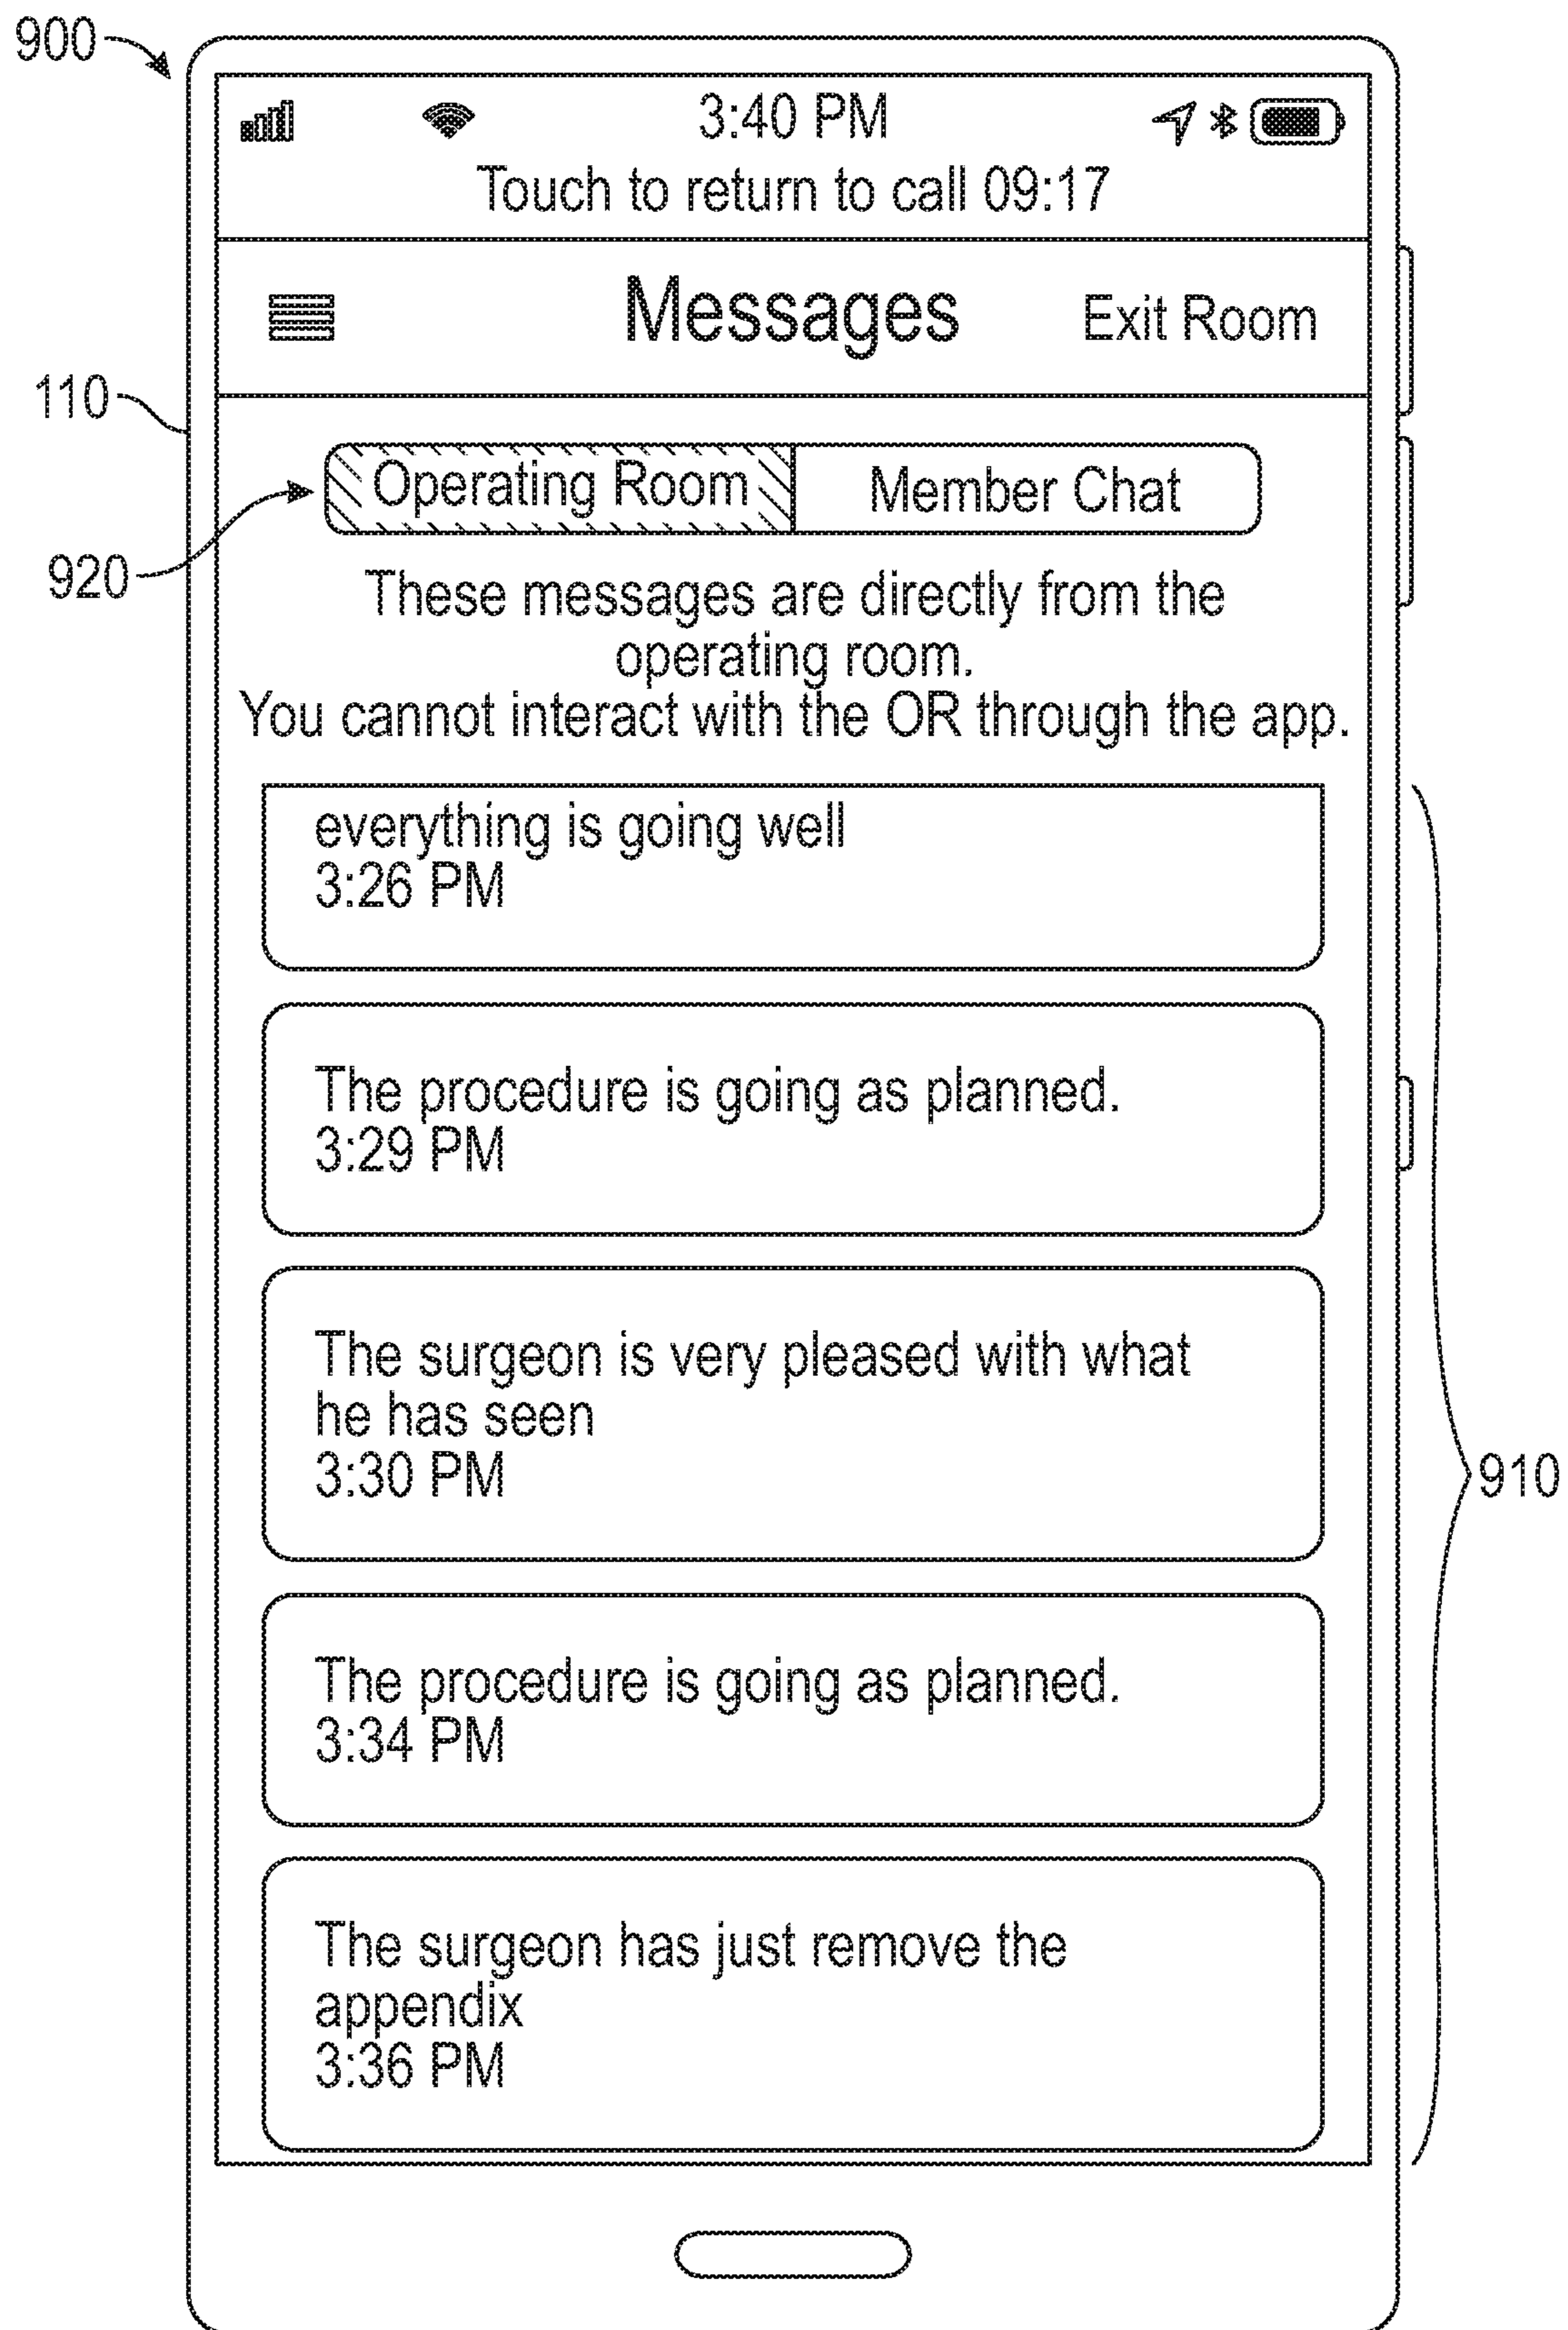 900
3:40 PM
Touch to return to call 09:17
Messages
Exit Room
110
Operating Room
Member Chat
920
These messages are directly from the
operating room.
You cannot interact with the OR through the app.
everything is going well
3:26 PM
The procedure is going as planned.
3:29 PM
The surgeon is very pleased with what
he has seen
3:30 PM
910
The procedure is going as planned.
3:34 PM
The surgeon has just remove the
appendix
3:36 PM